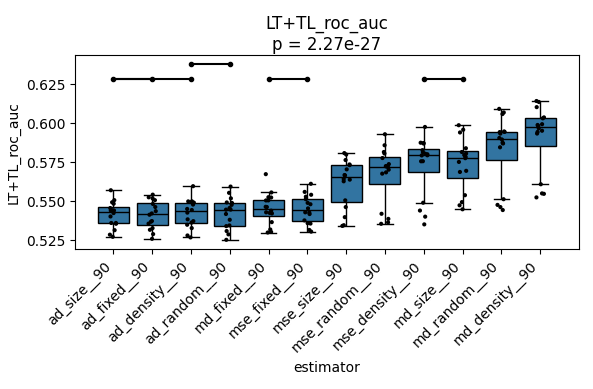 LT+TL_roc_auc
p = 2.27e-27
LT+TL_roc_auc
0.625
0.600
0.575
0.550
0.525
ad_size__90
ad_fixed__90
ad_density__90
ad_random__90
md_fixed__90
mse_fixed__90
mse_size__90
mse_random__90
mse_density__90
md_size__90
md_random__90
md_density__90
estimator